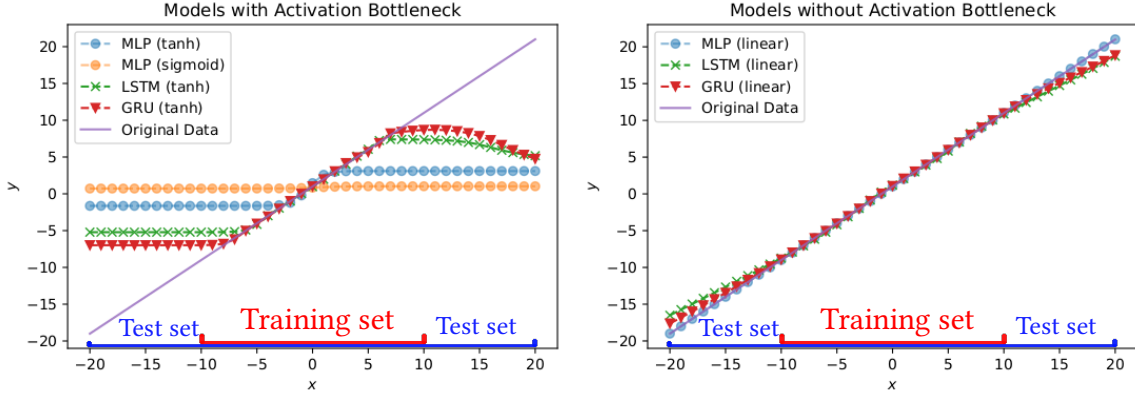 Models with Activation Bottleneck
MLP (tanh)
MLP (sigmoid)
LSTM (tanh)
GRU (tanh)
Original Data
y
20
15
10
5
0
−5
−10
−15
−20
Test set
Training set
Test set
−20 −15 −10 −5 0 5 10 15 20
x
Models without Activation Bottleneck
MLP (linear)
LSTM (linear)
GRU (linear)
Original Data
y
20
15
10
5
0
−5
−10
−15
−20
Test set
Training set
Test set
−20 −15 −10 −5 0 5 10 15 20
x